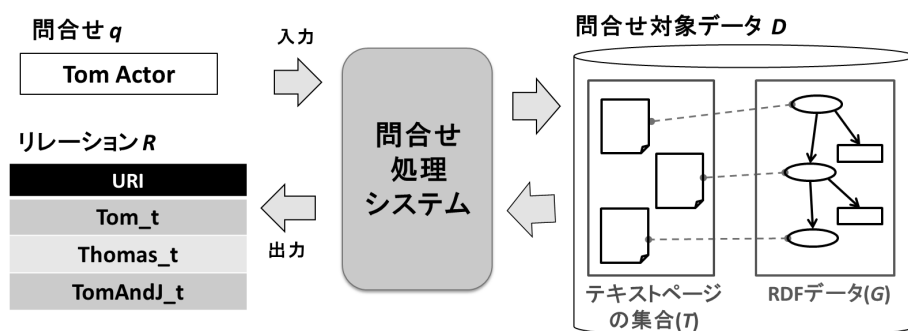 問合せ q
Tom Actor
入力
問合せ対象データ D
問合せ
処理
システム
リレーション R
URI
Tom_t
Thomas_t
TomAndJ_t
出力
テキストページ
の集合(T)
RDFデータ(G)